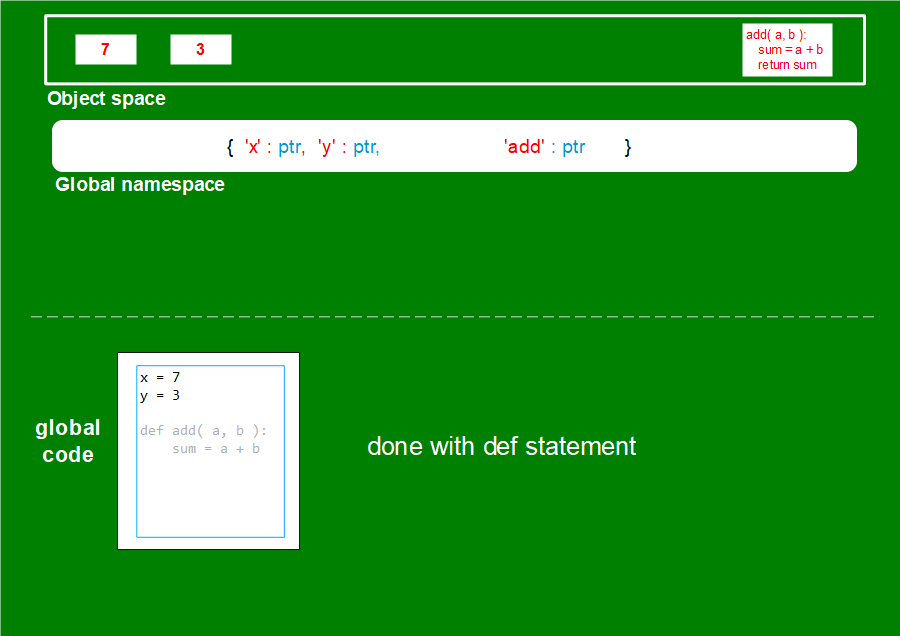 7 3
add( a, b ):
sum = a + b
return sum
Object space
{ 'x' : ptr, 'y' : ptr, 'add' : ptr }
Global namespace
x = 7
y = 3
def add( a, b ):
sum = a + b
global
code
done with def statement